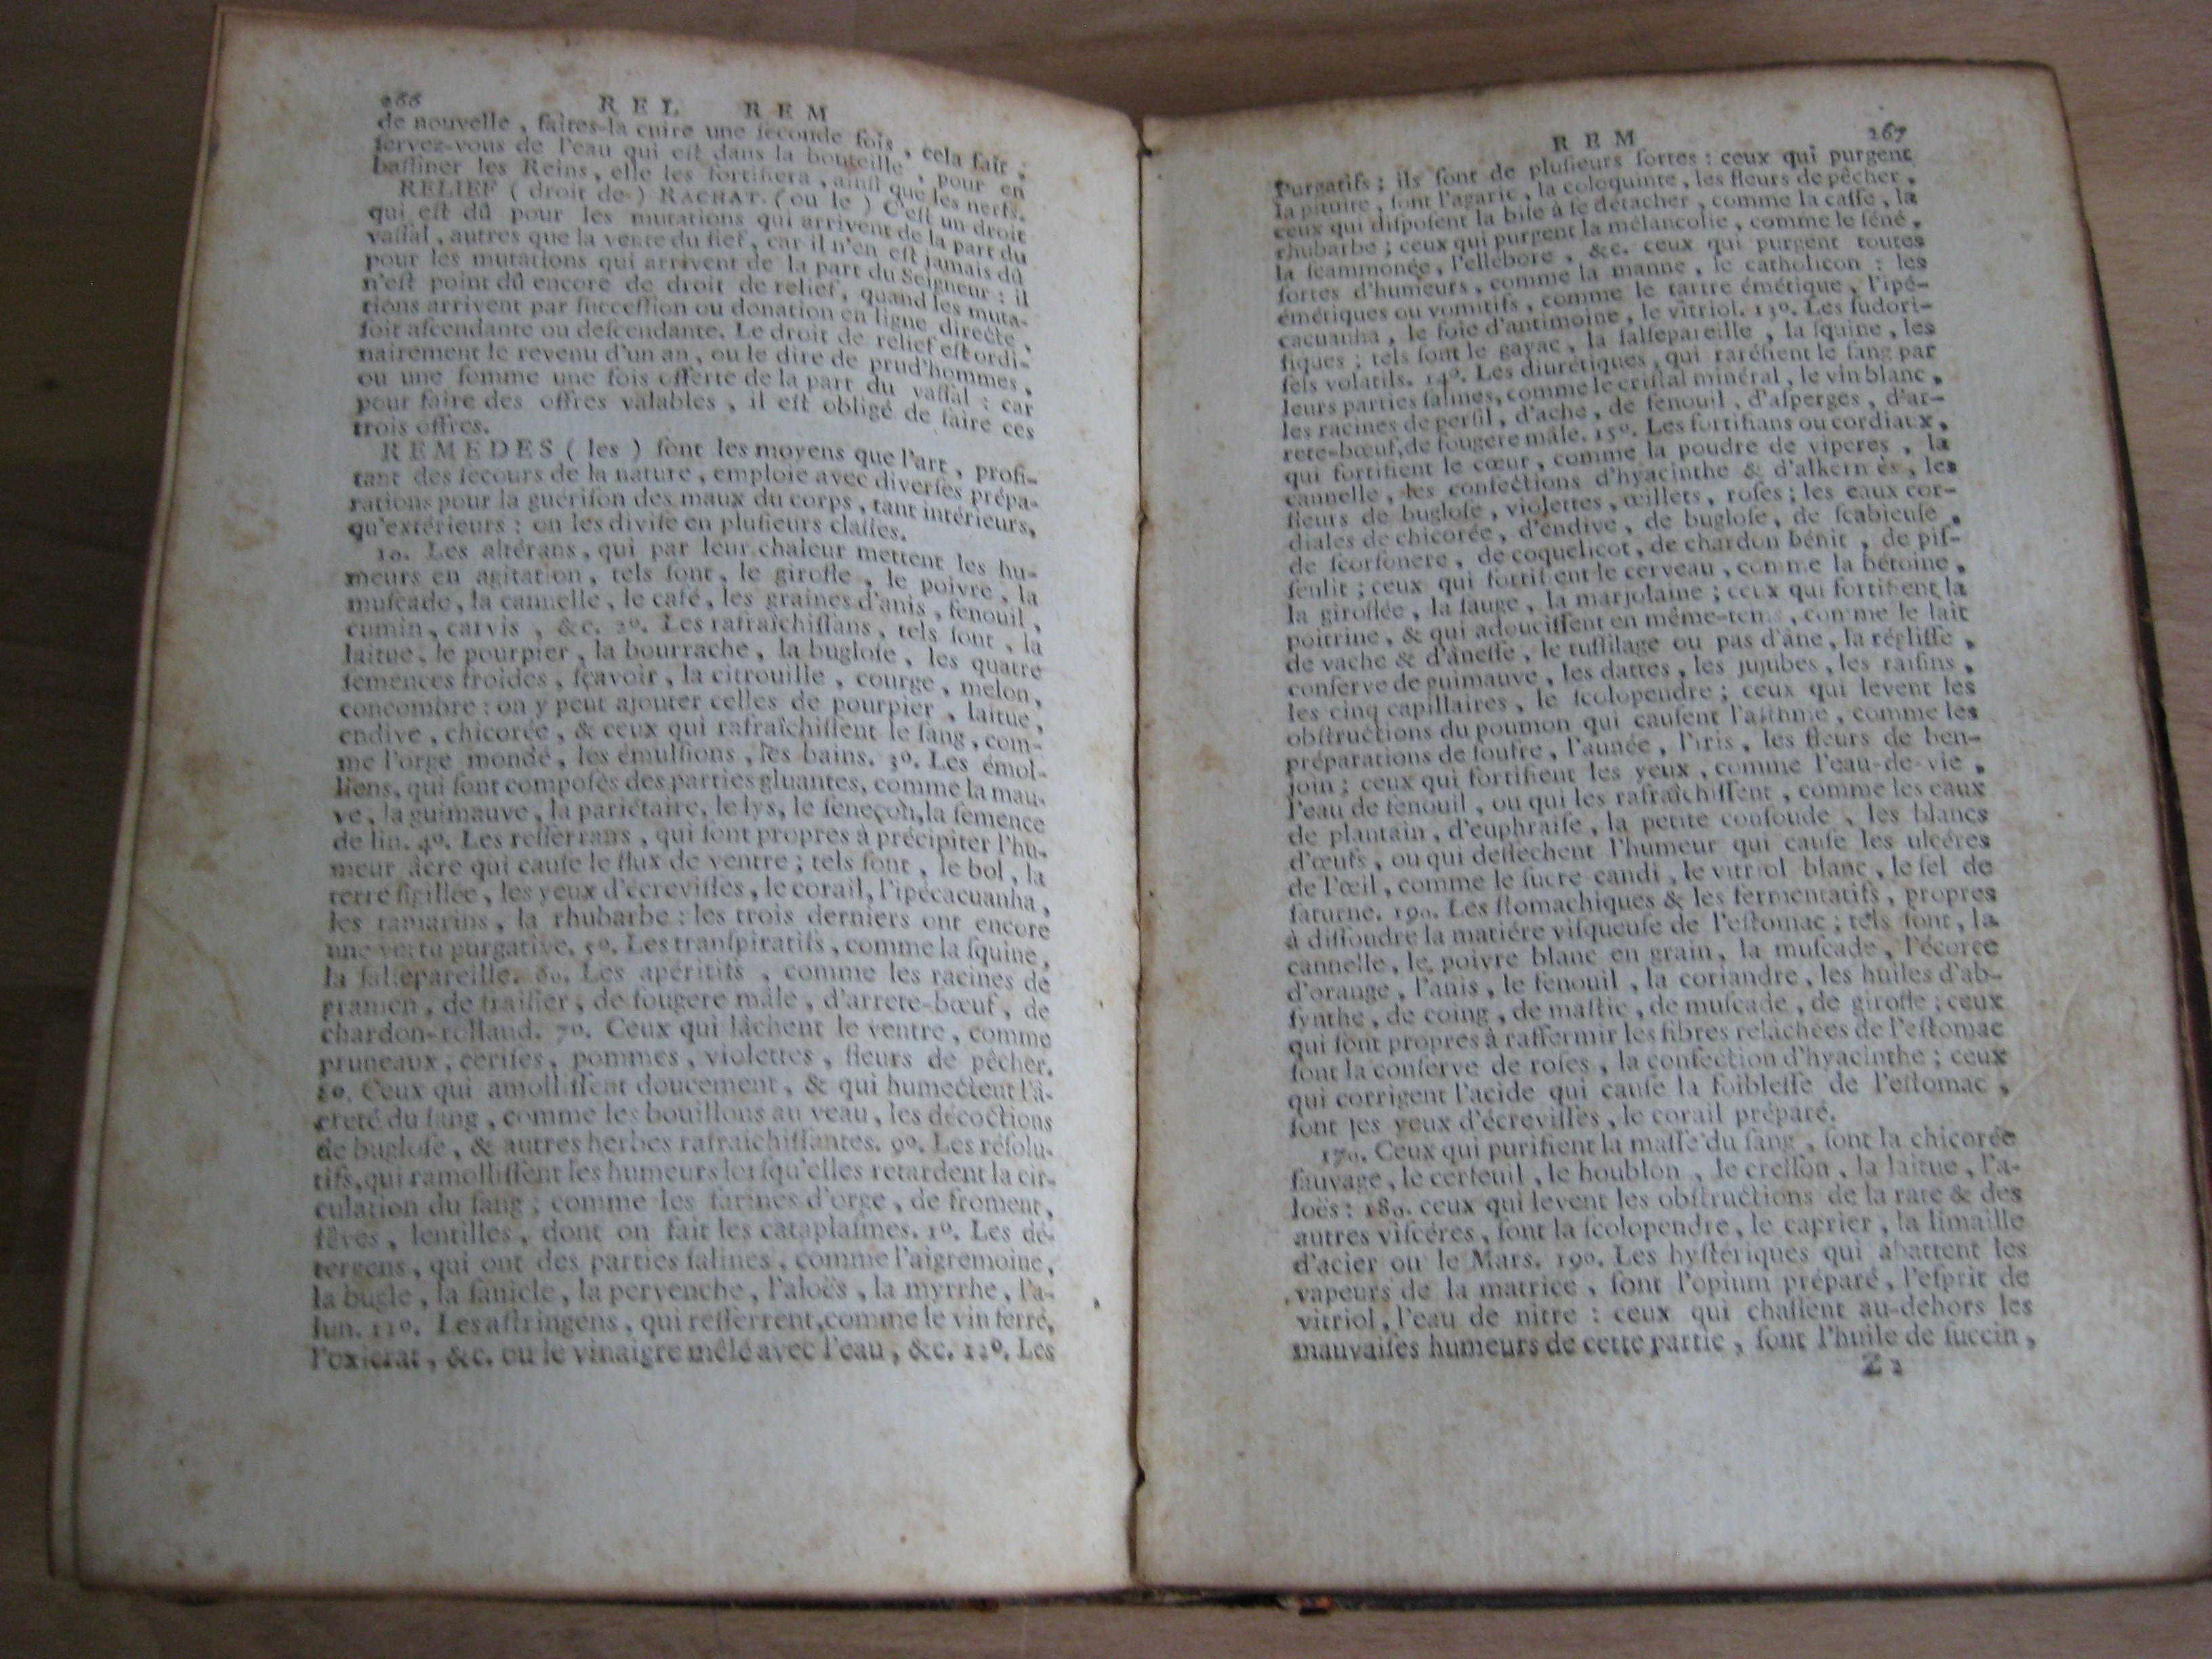 266 REL REM
de nouvelle, faites-la cuire une ſeconde fois, cela fait,
ſervez-vous de l'eau qui eſt dans la bouteille, pour en
baſſiner les Reins, elle les fortifiera, ainſi que les nerfs.
RELIEF ( droit de ) RACHAT. ( ou le ) C'eſt un droit
qui eſt dû pour les mutations qui arrivent de la part du
vaſſal, autres que la vente du fief, car il n'en eſt jamais dû
pour les mutations qui arrivent de la part du Seigneur : il
n'eſt point dû encore de droit de relief, quand les muta-
tions arrivent par ſucceſſion ou donation en ligne directe,
ſoit aſcendante ou deſcendante. Le droit de relief eſt ordi-
nairement le revenu d'un an, ou le dire de prud'hommes,
ou une ſomme une fois offerte de la part du vaſſal : car
pour faire des offres valables, il eſt obligé de faire ces
trois offres.
REMEDES ( les ) ſont les moyens que l'art, profi-
tant des ſecours de la nature, emploie avec diverſes prépa-
rations pour la guériſon des maux du corps, tant intérieurs,
qu'extérieurs : on les diviſe en pluſieurs claſſes.
1o. Les altérans, qui par leur chaleur mettent les hu-
meurs en agitation, tels ſont, le girofle, le poivre, la
muſcade, la cannelle, le café, les graines d'anis, fenouil,
cumin, carvis, &c. 2o. Les rafraîchiſſans, tels ſont, la
laitue, le pourpier, la bourrache, la bugloſe, les quatre
ſemences froides, ſçavoir, la citrouille, courge, melon,
concombre : on y peut ajouter celles de pourpier, laitue,
endive, chicorée, & ceux qui rafraîchiſſent le ſang, com-
me l'orge mondé, les émulſions, les bains. 3o. Les émol-
liens, qui ſont compoſés des parties gluantes, comme la mau-
ve, la guimauve, la pariétaire, le lys, le ſeneçon, la ſemence
de lin. 4o. Les reſſerrans, qui ſont propres à précipiter l'hu-
meur âcre qui cauſe le flux de ventre ; tels ſont, le bol, la
terre ſigillée, les yeux d'écreviſſes, le corail, l'ipécacuanha,
les tamarins, la rhubarbe : les trois derniers ont encore
une vertu purgative. 5o. Les tranſpiratifs, comme la ſquine,
la ſalſepareille. 6o. Les apéritifs, comme les racines de
gramen, de fraiſier, de fougere mâle, d'arrete-bœuf, de
chardon-rolland. 7o. Ceux qui lâchent le ventre, comme
pruneaux, ceriſes, pommes, violettes, fleurs de pêcher.
8o. Ceux qui amolliſſent doucement, & qui humectent l'â-
creté du ſang, comme les bouillons au veau, les décoctions
de bugloſe, & autres herbes rafraichiſſantes. 9o. Les réſolu-
tifs, qui ramolliſſent les humeurs lorſqu'elles retardent la cir-
culation du ſang ; comme les farines d'orge, de froment,
fêves, lentilles, dont on fait les cataplaſmes. 1o. Les dé-
tergens, qui ont des parties ſalines, comme l'aigremoine,
la bugle, la ſanicle, la pervenche, l'aloës, la myrrhe, l'a-
lun. 11o. Les aſtringens, qui reſſerrent, comme le vin ferré,
l'oxicrat, &c. ou le vinaigre mêlé avec l'eau, &c. 12o. Les
REM 267
Purgatifs ; ils ſont de pluſieurs ſortes : ceux qui purgent
la pituite, ſont l'agaric, la coloquinte, les fleurs de pêcher,
ceux qui diſpoſent la bile à ſe détacher, comme la caſſe, la
rhubarbe ; ceux qui purgent la mélancolie, comme le ſéné,
la ſcammonée, l'ellébore, &c. ceux qui purgent toutes
ſortes d'humeurs, comme la manne, le catholicon : les
émétiques ou vomitifs, comme le tartre émétique, l'ipé-
cacuanha, le foie d'antimoine, le vitriol. 13o. Les ſudori-
fiques ; tels ſont le gayac, la ſalſepareille, la ſquine, les
ſels volatils. 14o. Les diurétiques, qui raréfient le ſang par
leurs parties ſalines, comme le criſtal minéral, le vin blanc,
les racines de perſil, d'ache, de fenouil, d'aſperges, d'ar-
rete-bœuf, de fougere mâle. 15o. Les fortifians ou cordiaux,
qui fortifient le cœur, comme la poudre de viperes, la
cannelle, les confections d'hyacinthe & d'alkermès, les
fleurs de bugloſe, violettes, œillets, roſes ; les eaux cor-
diales de chicorée, d'endive, de bugloſe, de ſcabieuſe,
de ſcorſonere, de coquelicot, de chardon bénit, de piſ-
ſenlit ; ceux qui fortifient le cerveau, comme la bétoine,
la giroflée, la ſauge, la marjolaine ; ceux qui fortifient la
poitrine, & qui adouciſſent en même-tems, comme le lait
de vache & d'âneſſe, le tuſſilage ou pas d'âne, la régliſſe,
conſerve de guimauve, les dattes, les jujubes, les raiſins,
les cinq capillaires, le ſcolopendre ; ceux qui levent les
obſtructions du poumon qui cauſent l'aſthme, comme les
préparations de ſoufre, l'aunée, l'iris, les fleurs de ben-
join ; ceux qui fortifient les yeux, comme l'eau-de-vie,
l'eau de fenouil, ou qui les rafraîchiſſent, comme les eaux
de plantain, d'euphraiſe, la petite conſoude, les blancs
d'œufs, ou qui deſſéchent l'humeur qui cauſe les ulcéres
de l'œil, comme le ſucre candi, le vitriol blanc, le ſel de
ſaturne. 19o. Les ſtomachiques & les fermentatifs, propres
à diſſoudre la matiére viſqueuſe de l'eſtomac ; tels ſont, la
cannelle, le poivre blanc en grain, la muſcade, l'écorce
d'orange, l'anis, le fenouil, la coriandre, les huiles d'ab-
ſynthe, de coing, de maſtic, de muſcade, de girofle ; ceux
qui ſont propres à raffermir les fibres relâchées de l'eſtomac
ſont la conſerve de roſes, la confection d'hyacinthe ; ceux
qui corrigent l'acide qui cauſe la foibleſſe de l'eſtomac,
ſont les yeux d'écreviſſes, le corail préparé.
17o. Ceux qui purifient la maſſe du ſang, ſont la chicorée
ſauvage, le cerfeuil, le houblon, le creſſon, la laitue, l'a-
loës : 18o. ceux qui levent les obſtructions de la rate & des
autres viſcéres, ſont la ſcolopendre, le caprier, la limaille
d'acier ou le Mars. 19o. Les hyſtériques qui abattent les
vapeurs de la matrice, ſont l'opium préparé, l'eſprit de
vitriol, l'eau de nitre : ceux qui chaſſent au-dehors les
mauvaiſes humeurs de cette partie, ſont l'huile de ſuccin,
Z 2